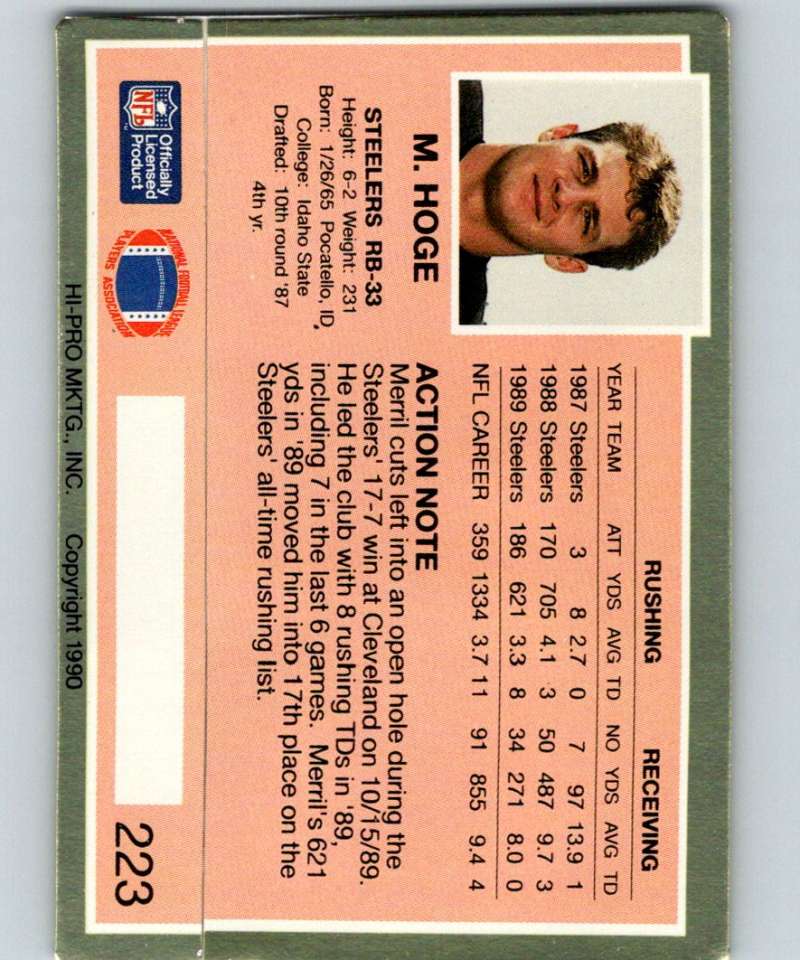 M. HOGE
STEELERS RB-33
Height: 6-2 Weight: 231
Born: 1/26/65 Pocatello, ID
College: Idaho State
Drafted: 10th round '87
4th yr.
RUSHING RECEIVING
YEAR TEAM ATT YDS AVG TD NO YDS AVG TD
1987 Steelers 3 8 2.7 0 7 97 13.9 1
1988 Steelers 170 705 4.1 3 50 487 9.7 3
1989 Steelers 186 621 3.3 8 34 271 8.0 0
NFL CAREER 359 1334 3.7 11 91 855 9.4 4
ACTION NOTE
Merril cuts left into an open hole during the
Steelers' 17-7 win at Cleveland on 10/15/89.
He led the club with 8 rushing TDs in '89,
including 7 in the last 6 games. Merril's 621
yds in '89 moved him into 17th place on the
Steelers' all-time rushing list.
NFL
Officially
Licensed
Product
NATIONAL FOOTBALL LEAGUE
PLAYERS ASSOCIATION
223
HI-PRO MKTG., INC. Copyright 1990